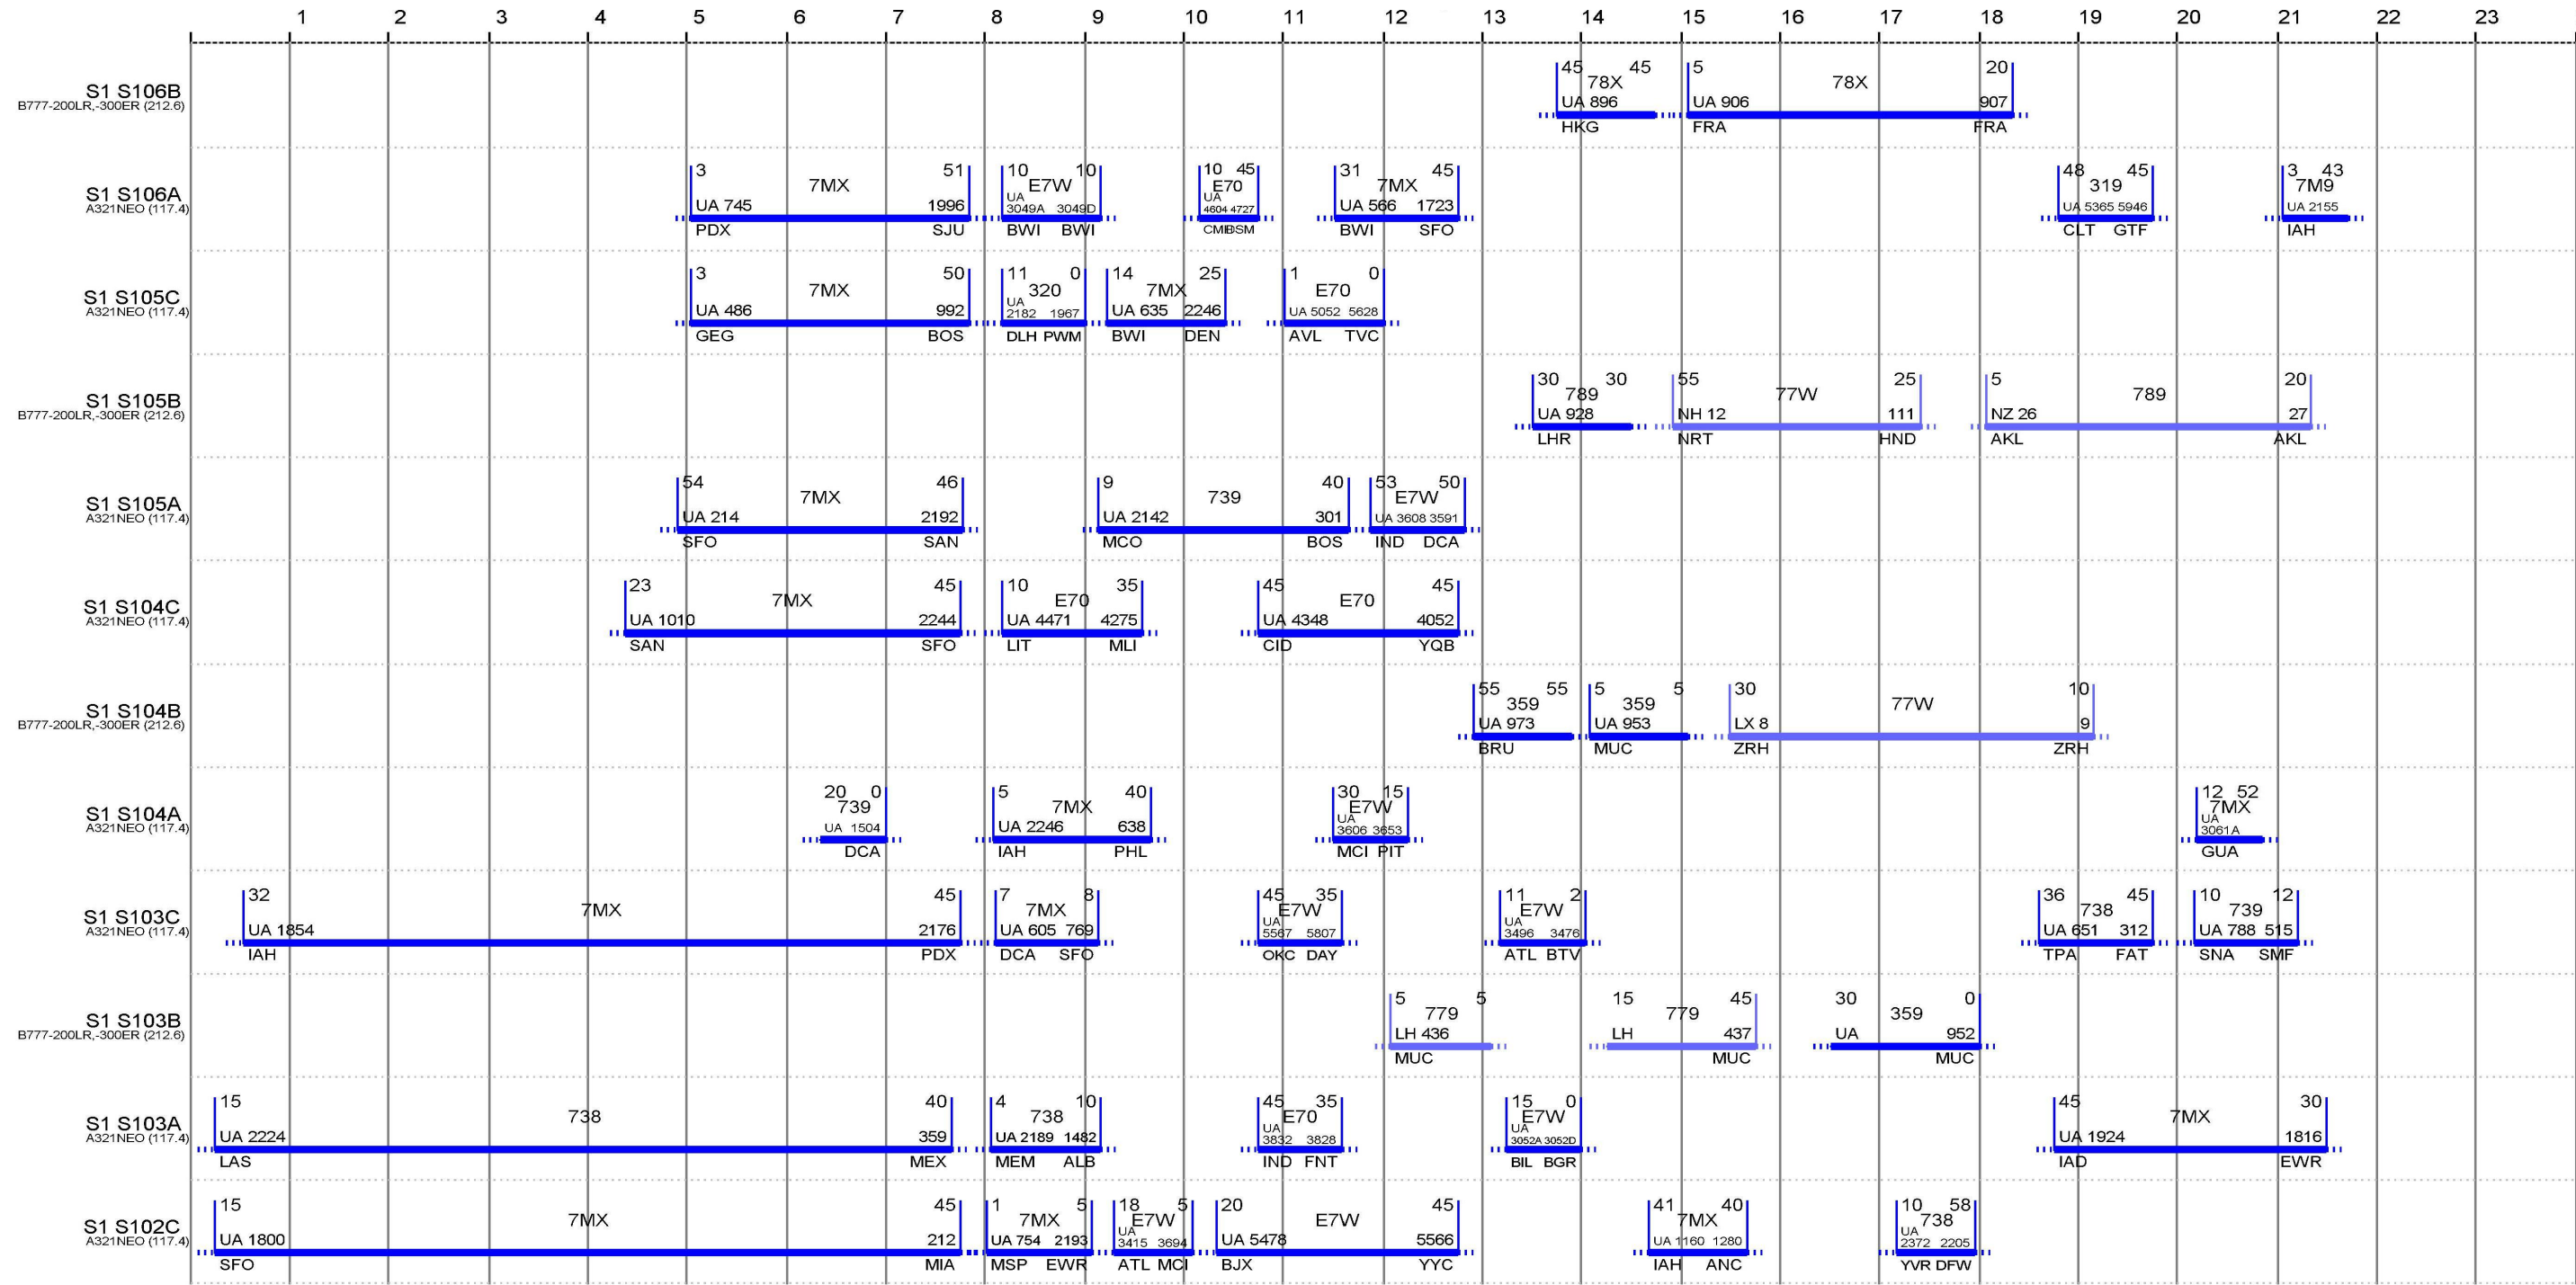 1 2 3 4 5 6 7 8 9 10 11 12 13 14 15 16 17 18 19 20 21 22 23
S1 S106B
B777-200LR,-300ER (212.6)
45 45 5 20
78X 78X
UA 896 UA 906 907
HKG FRA FRA
S1 S106A
A321NEO (117.4)
3 51 10 10 10 45 31 45 48 45 3 43
7MX E7W E70 7MX 319 7M9
UA 745 1996 UA 3049A 3049D UA 4604 4727 UA 566 1723 UA 5365 5946 UA 2155
PDX SJU BWI BWI CMH DSM BWI SFO CLT GTF IAH
S1 S105C
A321NEO (117.4)
3 50 11 0 14 25 1 0
7MX 320 7MX E70
UA 486 992 UA 2182 1967 UA 635 2246 UA 5052 5628
GEG BOS DLH PWM BWI DEN AVL TVC
S1 S105B
B777-200LR,-300ER (212.6)
30 30 55 25 5 20
789 77W 789
UA 928 NH 12 111 NZ 26 27
LHR NRT HND AKL AKL
S1 S105A
A321NEO (117.4)
54 46 9 40 53 50
7MX 739 E7W
UA 214 2192 UA 2142 301 UA 3608 3591
SFO SAN MCO BOS IND DCA
S1 S104C
A321NEO (117.4)
23 45 10 35 45 45
7MX E70 E70
UA 1010 2244 UA 4471 4275 UA 4348 4052
SAN SFO LIT MLI CID YQB
S1 S104B
B777-200LR,-300ER (212.6)
55 55 5 5 30 10
359 359 77W
UA 973 UA 953 LX 8 9
BRU MUC ZRH ZRH
S1 S104A
A321NEO (117.4)
20 0 5 40 30 15 12 52
739 7MX E7W 7MX
UA 1504 UA 2246 638 UA 3606 3653 UA 3061A
DCA IAH PHL MCI PIT GUA
S1 S103C
A321NEO (117.4)
32 45 7 8 45 35 11 2 36 45 10 12
7MX 7MX E7W E7W 738 739
UA 1854 2176 UA 605 769 UA 5567 5807 UA 3496 3476 UA 651 312 UA 788 515
IAH PDX DCA SFO OKC DAY ATL BTV TPA FAT SNA SMF
S1 S103B
B777-200LR,-300ER (212.6)
5 5 15 45 30 0
779 779 359
LH 436 LH 437 UA 952
MUC MUC MUC
S1 S103A
A321NEO (117.4)
15 40 4 10 45 35 15 0 45 30
738 738 E70 E7W 7MX
UA 2224 359 UA 2189 1482 UA 3832 3828 UA 3052A 3052D UA 1924 1816
LAS MEX MEM ALB IND FNT BIL BGR IAD EWR
S1 S102C
A321NEO (117.4)
15 45 1 5 18 5 20 45 41 40 10 58
7MX 7MX E7W E7W 7MX 738
UA 1800 212 UA 754 2193 UA 3415 3694 UA 5478 5566 UA 1160 1280 UA 2372 2205
SFO MIA MSP EWR ATL MCI BJX YYC IAH ANC YVR DFW